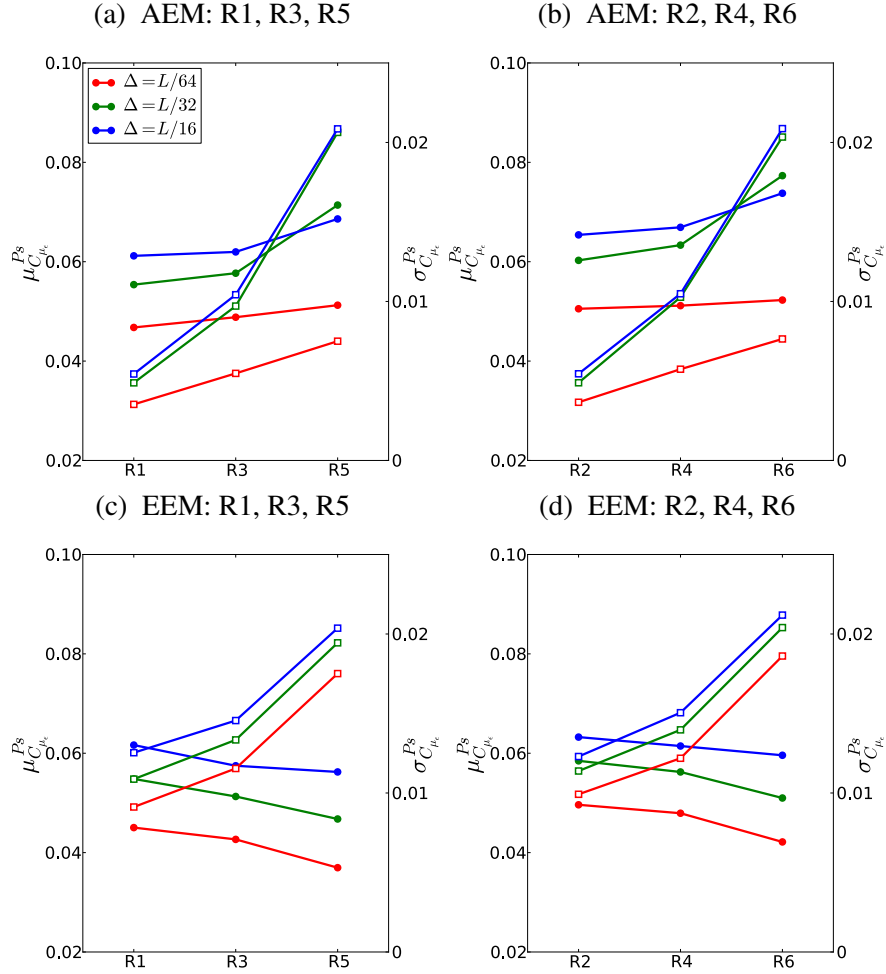 (a) AEM: R1, R3, R5
0.10
0.08
0.06
0.04
0.02
μ^{Ps}_{C_{μ_ϵ}}
Δ=L/64
Δ=L/32
Δ=L/16
R1 R3 R5
0.02
0.01
0
σ^{Ps}_{C_{μ_ϵ}}
(b) AEM: R2, R4, R6
0.10
0.08
0.06
0.04
0.02
μ^{Ps}_{C_{μ_ϵ}}
R2 R4 R6
0.02
0.01
0
σ^{Ps}_{C_{μ_ϵ}}
(c) EEM: R1, R3, R5
0.10
0.08
0.06
0.04
0.02
μ^{Ps}_{C_{μ_ϵ}}
R1 R3 R5
0.02
0.01
0
σ^{Ps}_{C_{μ_ϵ}}
(d) EEM: R2, R4, R6
0.10
0.08
0.06
0.04
0.02
μ^{Ps}_{C_{μ_ϵ}}
R2 R4 R6
0.02
0.01
0
σ^{Ps}_{C_{μ_ϵ}}